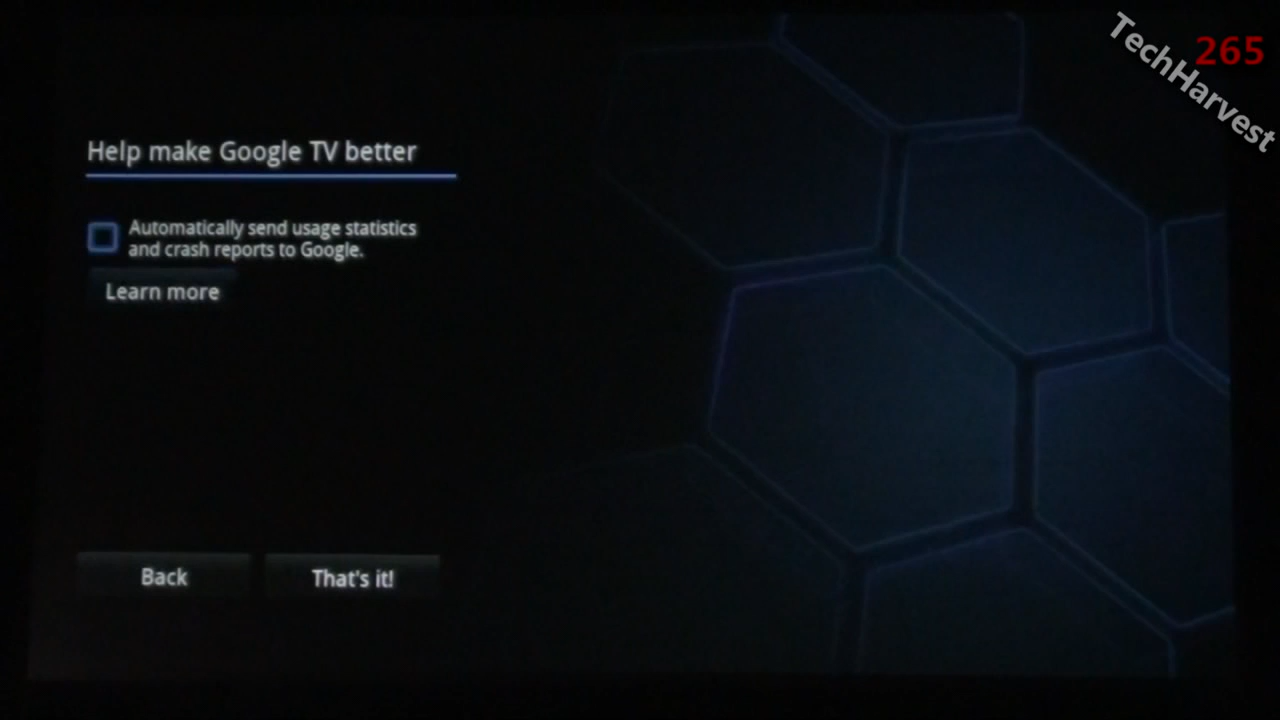 TechHarvest
265
Help make Google TV better
Automatically send usage statistics
and crash reports to Google.
Learn more
Back
That's it!